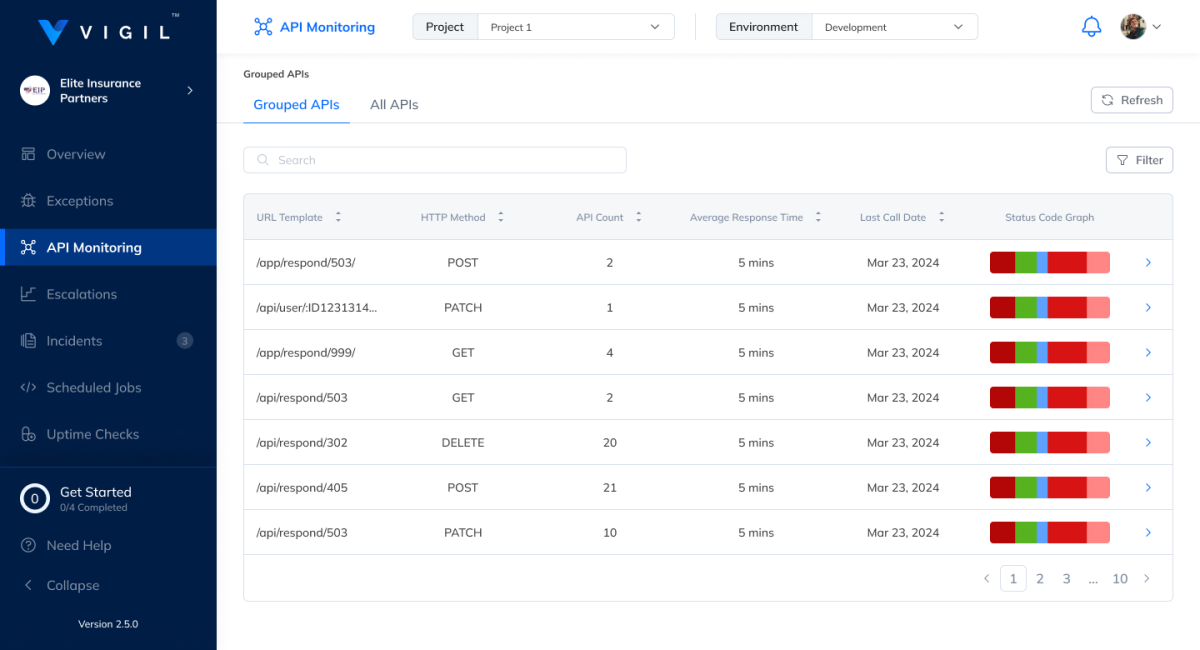 VIGIL™
Elite Insurance
Partners
EIP
Overview
Exceptions
API Monitoring
Escalations
Incidents 3
Scheduled Jobs
Uptime Checks
0 Get Started
0/4 Completed
Need Help
Collapse
Version 2.5.0
API Monitoring Project Project 1 Environment Development
Grouped APIs
Grouped APIs All APIs Refresh
Search Filter
URL Template HTTP Method API Count Average Response Time Last Call Date Status Code Graph
/app/respond/503/ POST 2 5 mins Mar 23, 2024
/api/user/:ID1231314... PATCH 1 5 mins Mar 23, 2024
/app/respond/999/ GET 4 5 mins Mar 23, 2024
/api/respond/503 GET 2 5 mins Mar 23, 2024
/api/respond/302 DELETE 20 5 mins Mar 23, 2024
/api/respond/405 POST 21 5 mins Mar 23, 2024
/api/respond/503 PATCH 10 5 mins Mar 23, 2024
1 2 3 ... 10